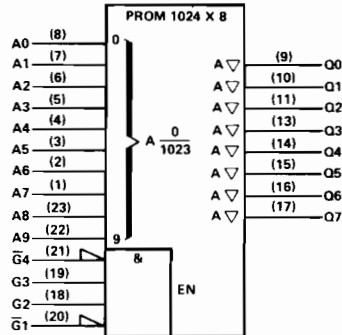 PROM 1024 X 8
A0 (8) 0 A ▽ (9) Q0
A1 (7) A ▽ (10) Q1
A2 (6) A ▽ (11) Q2
A3 (5) A ▽ (13) Q3
A4 (4) A 0/1023 A ▽ (14) Q4
A5 (3) A ▽ (15) Q5
A6 (2) A ▽ (16) Q6
A7 (1) A ▽ (17) Q7
A8 (23)
A9 (22) 9
G̅4 (21) &
G3 (19) EN
G2 (18)
G̅1 (20)